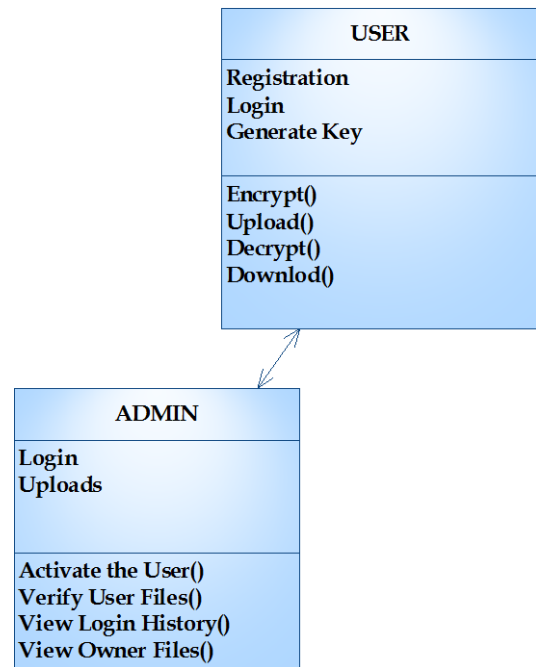 USER
Registration
Login
Generate Key
Encrypt()
Upload()
Decrypt()
Downlod()
ADMIN
Login
Uploads
Activate the User()
Verify User Files()
View Login History()
View Owner Files()